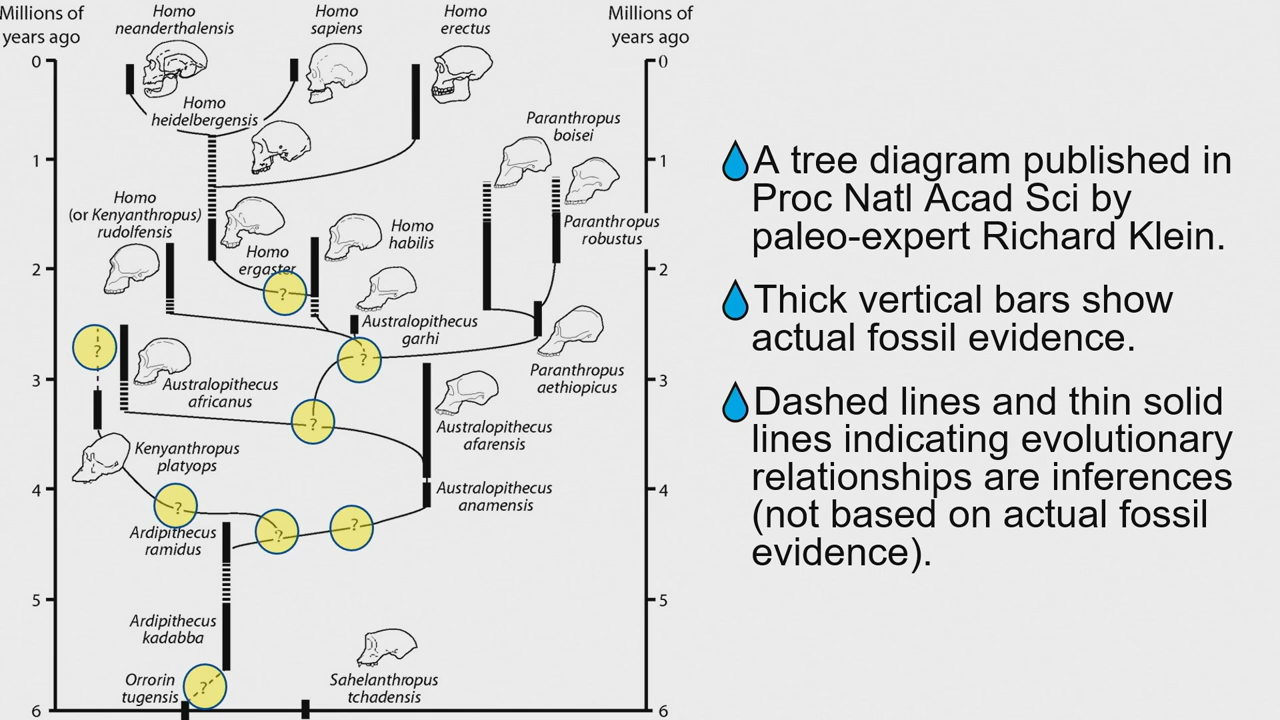 Millions of
years ago
Homo
neanderthalensis
Homo
sapiens
Homo
erectus
Millions of
years ago
0
0
Homo
heidelbergensis
Paranthropus
boisei
1
1
Homo
(or Kenyanthropus)
rudolfensis
Homo
ergaster
Homo
habilis
Paranthropus
robustus
2
2
?
?
?
Australopithecus
garhi
Paranthropus
aethiopicus
3
3
Australopithecus
africanus
?
Australopithecus
afarensis
Kenyanthropus
platyops
4
4
Australopithecus
anamensis
?
?
?
Ardipithecus
ramidus
5
5
Ardipithecus
kadabba
Orrorin
tugensis
?
Sahelanthropus
tchadensis
6
6
A tree diagram published in
Proc Natl Acad Sci by
paleo-expert Richard Klein.
Thick vertical bars show
actual fossil evidence.
Dashed lines and thin solid
lines indicating evolutionary
relationships are inferences
(not based on actual fossil
evidence).